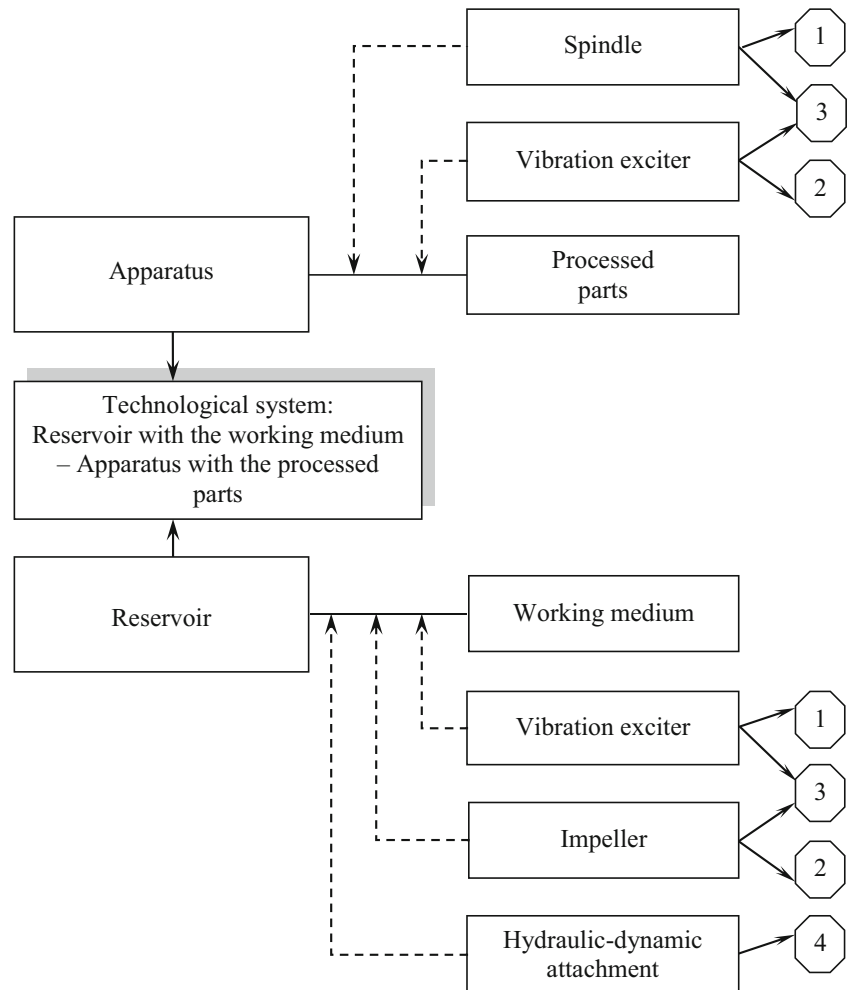 Spindle
1
3
Vibration exciter
2
Apparatus
Processed
parts
Technological system:
Reservoir with the working medium
– Apparatus with the processed
parts
Reservoir
Working medium
Vibration exciter
1
3
Impeller
2
Hydraulic-dynamic
attachment
4